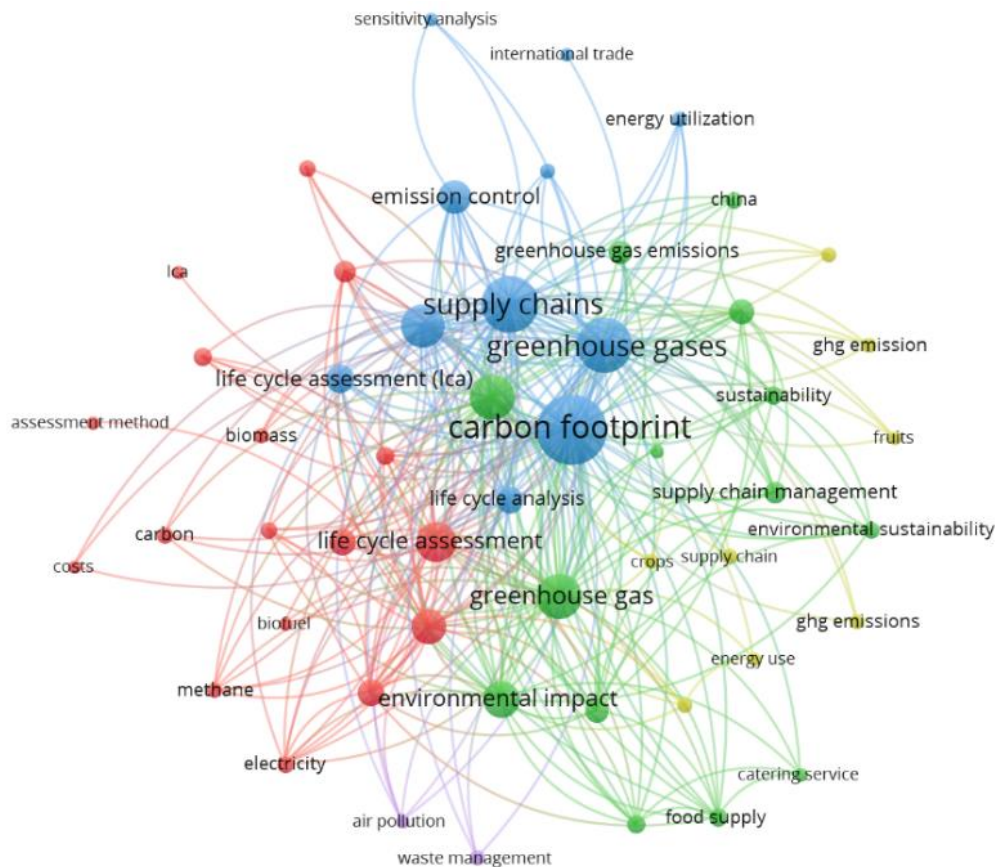 sensitivity analysis
international trade
energy utilization
emission control
china
greenhouse gas emissions
lca
supply chains
greenhouse gases
ghg emission
life cycle assessment (lca)
sustainability
assessment method
biomass
carbon footprint
fruits
life cycle analysis
supply chain management
environmental sustainability
carbon
life cycle assessment
costs
crops
supply chain
greenhouse gas
biofuel
ghg emissions
energy use
methane
environmental impact
electricity
catering service
air pollution
food supply
waste management